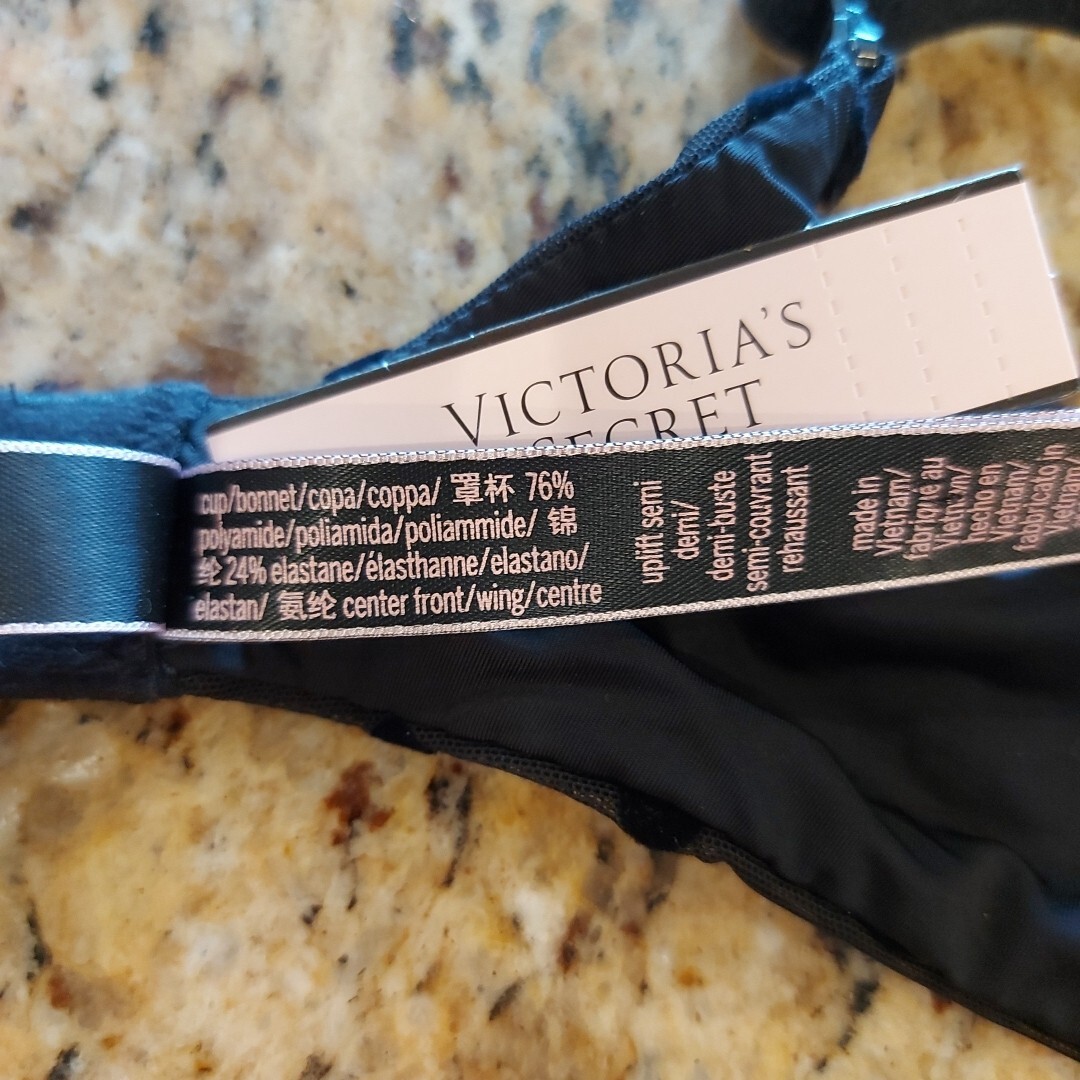 VICTORIA'S
SECRET
cup/bonnet/copa/coppa/ 罩杯 76%
polyamide/poliamida/poliammide/ 锦
纶 24% elastane/élasthanne/elastano/
elastan/ 氨纶 center front/wing/centre
uplift semi
demi/
demi-buste
semi-couvrant
rehaussant
made in
Vietnam/
fabriqué au
Viet.n/
hecho en
Vietnam/
fabricato in
Vietnam/